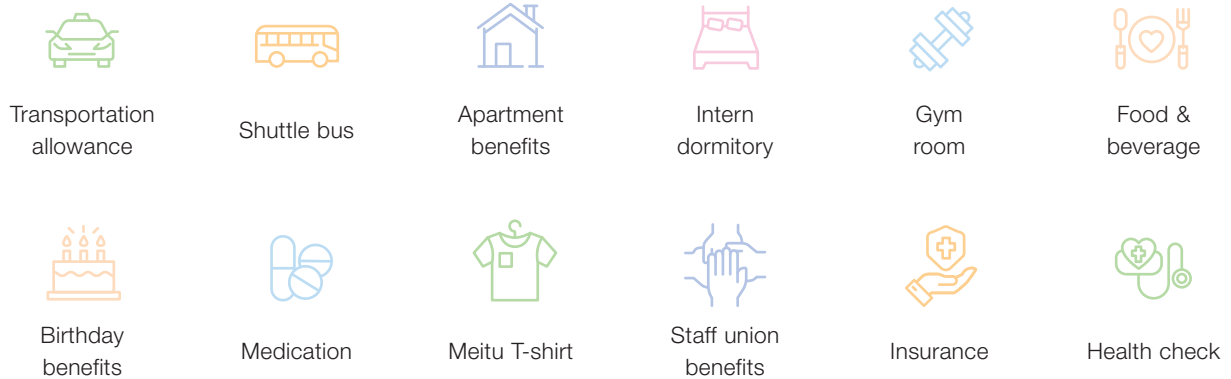 Transportation
allowance
Shuttle bus
Apartment
benefits
Intern
dormitory
Gym
room
Food &
beverage
Birthday
benefits
Medication
Meitu T-shirt
Staff union
benefits
Insurance
Health check